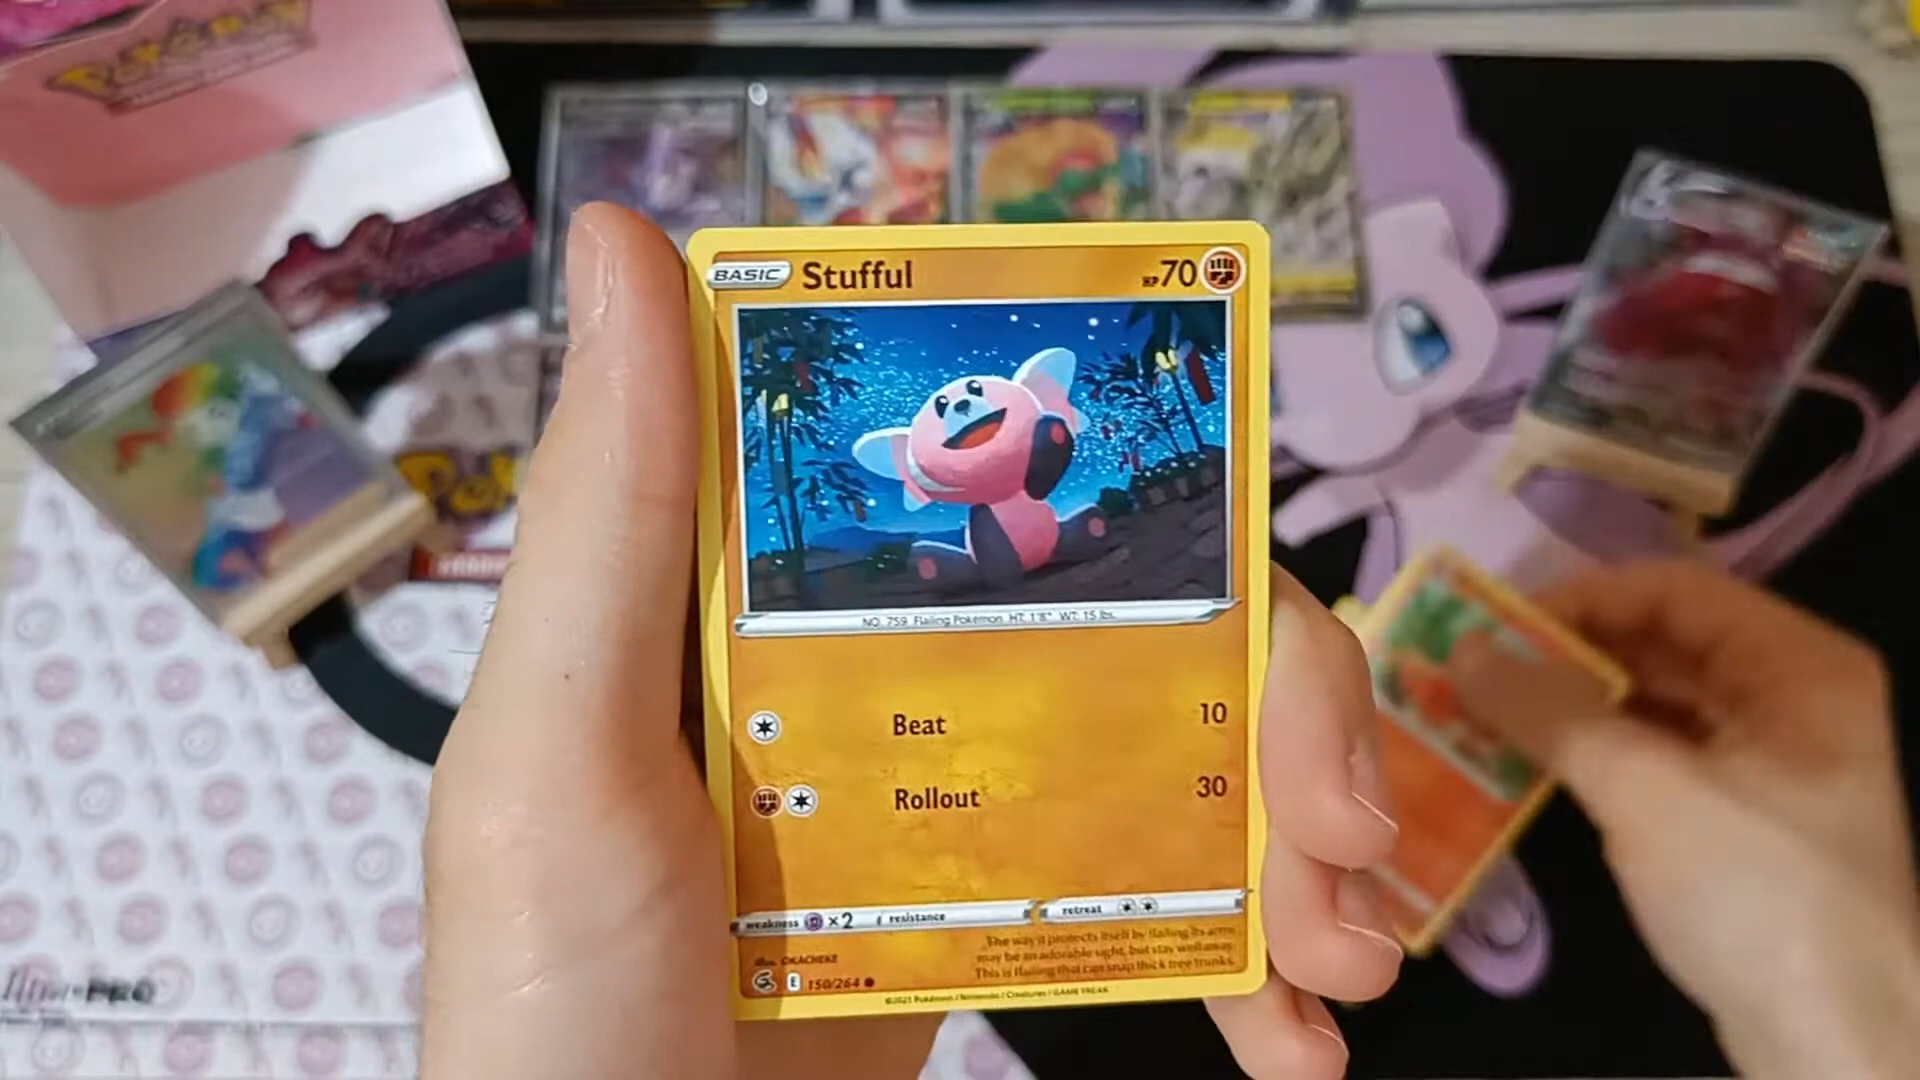 POKÉMON
BASIC Stufful HP 70
NO. 759 Flailing Pokémon HT: 1'8" WT: 15 lbs.
Beat 10
Rollout 30
weakness ×2 resistance retreat
The way it protects itself by flailing its arms
may be an adorable sight, but stay well away.
This is flailing that can snap thick tree trunks.
Illus. OKACHEKE
E 150/264
©2021 Pokémon / Nintendo / Creatures / GAME FREAK